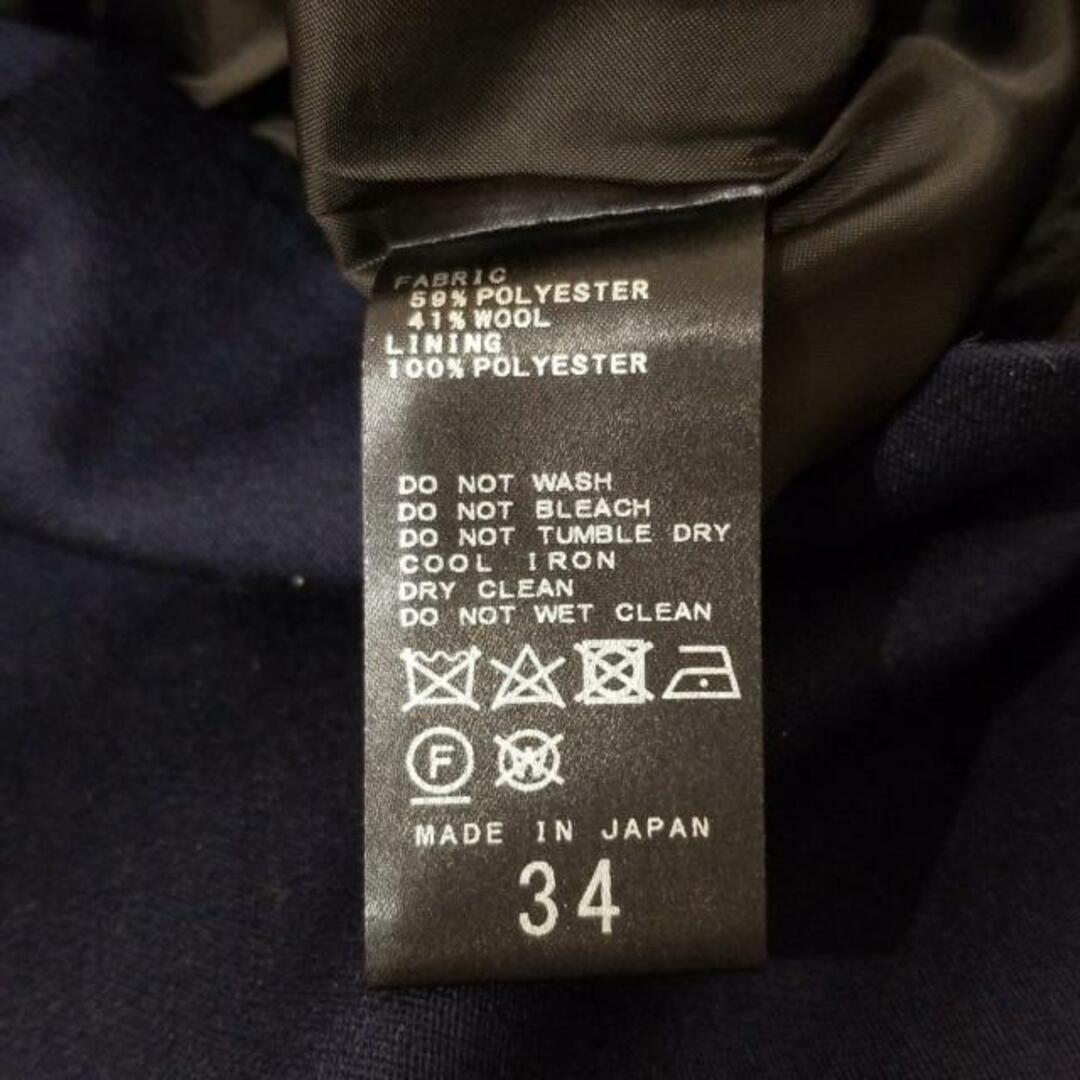 FABRIC
59% POLYESTER
41% WOOL
LINING
100% POLYESTER
DO NOT WASH
DO NOT BLEACH
DO NOT TUMBLE DRY
COOL IRON
DRY CLEAN
DO NOT WET CLEAN
F W
MADE IN JAPAN
34